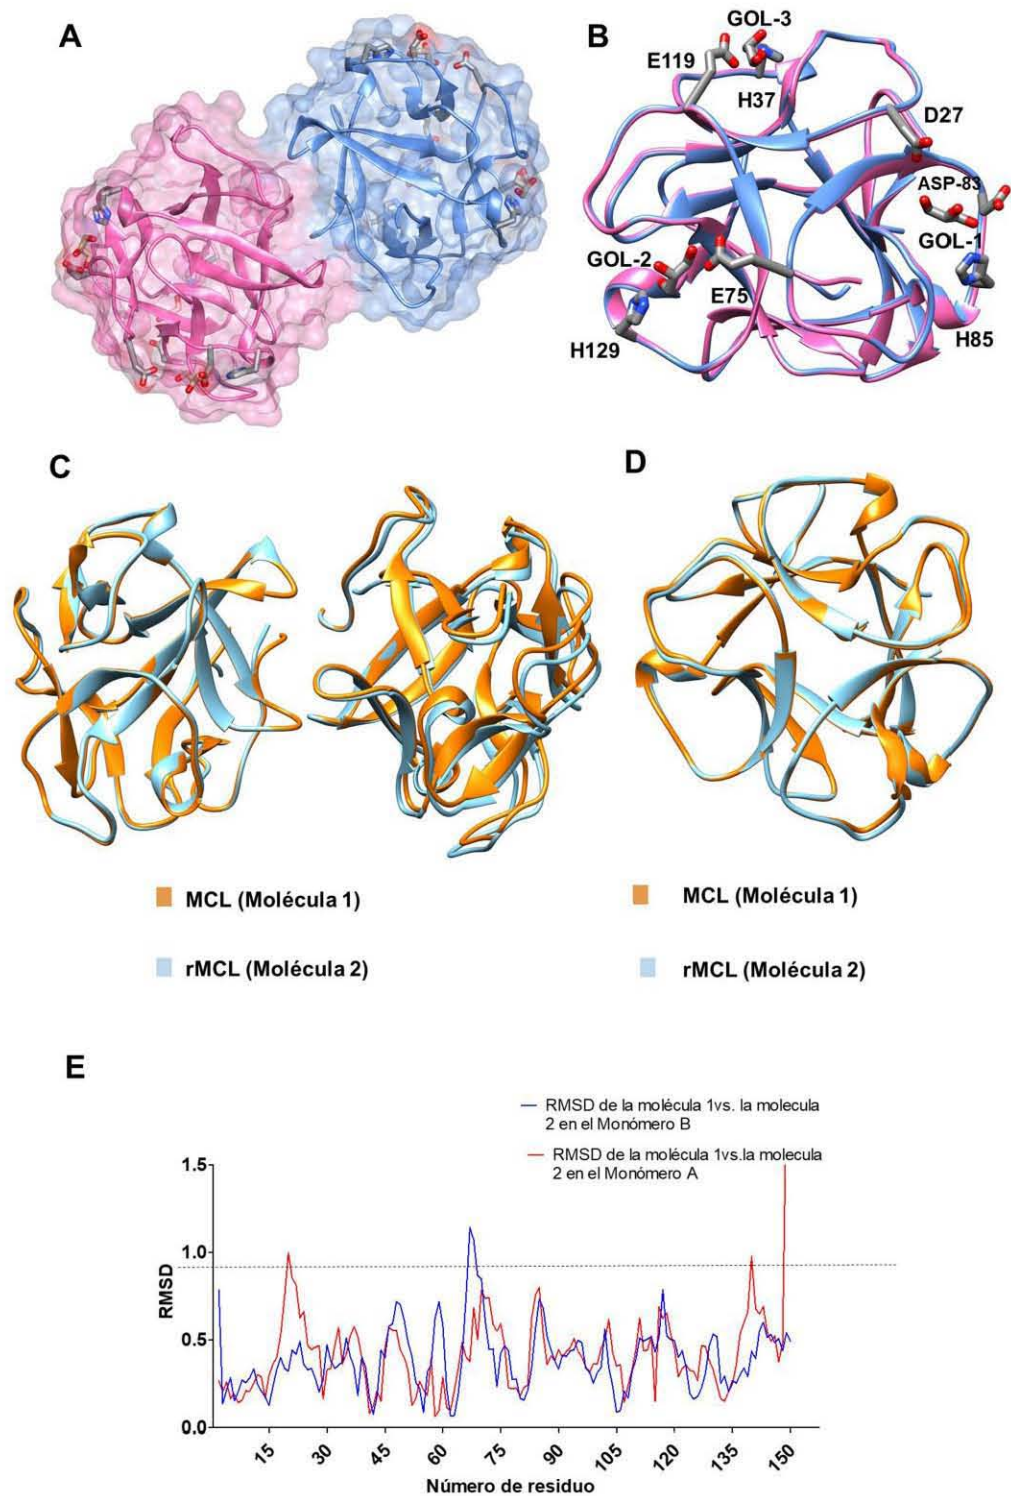 A
B
GOL-3
E119
H37
D27
ASP-83
GOL-1
GOL-2
E75
H129
H85
C
D
MCL (Molécula 1)
MCL (Molécula 1)
rMCL (Molécula 2)
rMCL (Molécula 2)
E
RMSD de la molécula 1vs. la molecula
2 en el Monómero B
RMSD de la molécula 1vs.la molecula
2 en el Monómero A
1.5
1.0
0.5
0.0
RMSD
15 30 45 60 75 90 105 120 135 150
Número de residuo